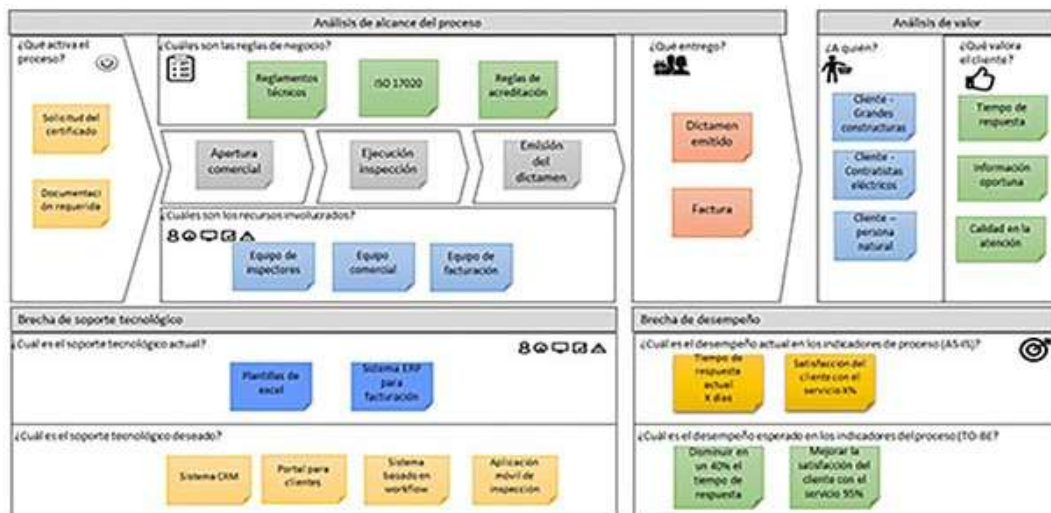 Análisis de alcance del proceso
Análisis de valor
¿Qué activa el
proceso?
Solicitud del
certificado
Documentaci
ón requerida
¿Cuáles son las reglas de negocio?
Reglamentos
técnicos
ISO 17020
Reglas de
acreditación
Apertura
comercial
Ejecución
inspección
Emisión
del
dictamen
¿Cuáles son los recursos involucrados?
Equipo de
inspectores
Equipo
comercial
Equipo de
facturación
¿Qué entrego?
Dictamen
emitido
Factura
¿A quién?
Cliente -
Grandes
constructuras
Cliente -
Contratistas
eléctricos
Cliente –
persona
natural
¿Qué valora
el cliente?
Tiempo de
respuesta
Información
oportuna
Calidad en la
atención
Brecha de soporte tecnológico
¿Cuál es el soporte tecnológico actual?
Plantillas de
excel
Sistema ERP
para
facturación
¿Cuál es el soporte tecnológico deseado?
Sistema CRM
Portal para
clientes
Sistema
basado en
workflow
Aplicación
móvil de
inspección
Brecha de desempeño
¿Cuál es el desempeño actual en los indicadores de proceso (AS-IS)?
Tiempo de
respuesta
actual
X días
Satisfacción del
cliente con el
servicio X%
¿Cuál es el desempeño esperado en los indicadores del proceso (TO-BE?
Disminuir en
un 40% el
tiempo de
respuesta
Mejorar la
satisfacción del
cliente con el
servicio 95%